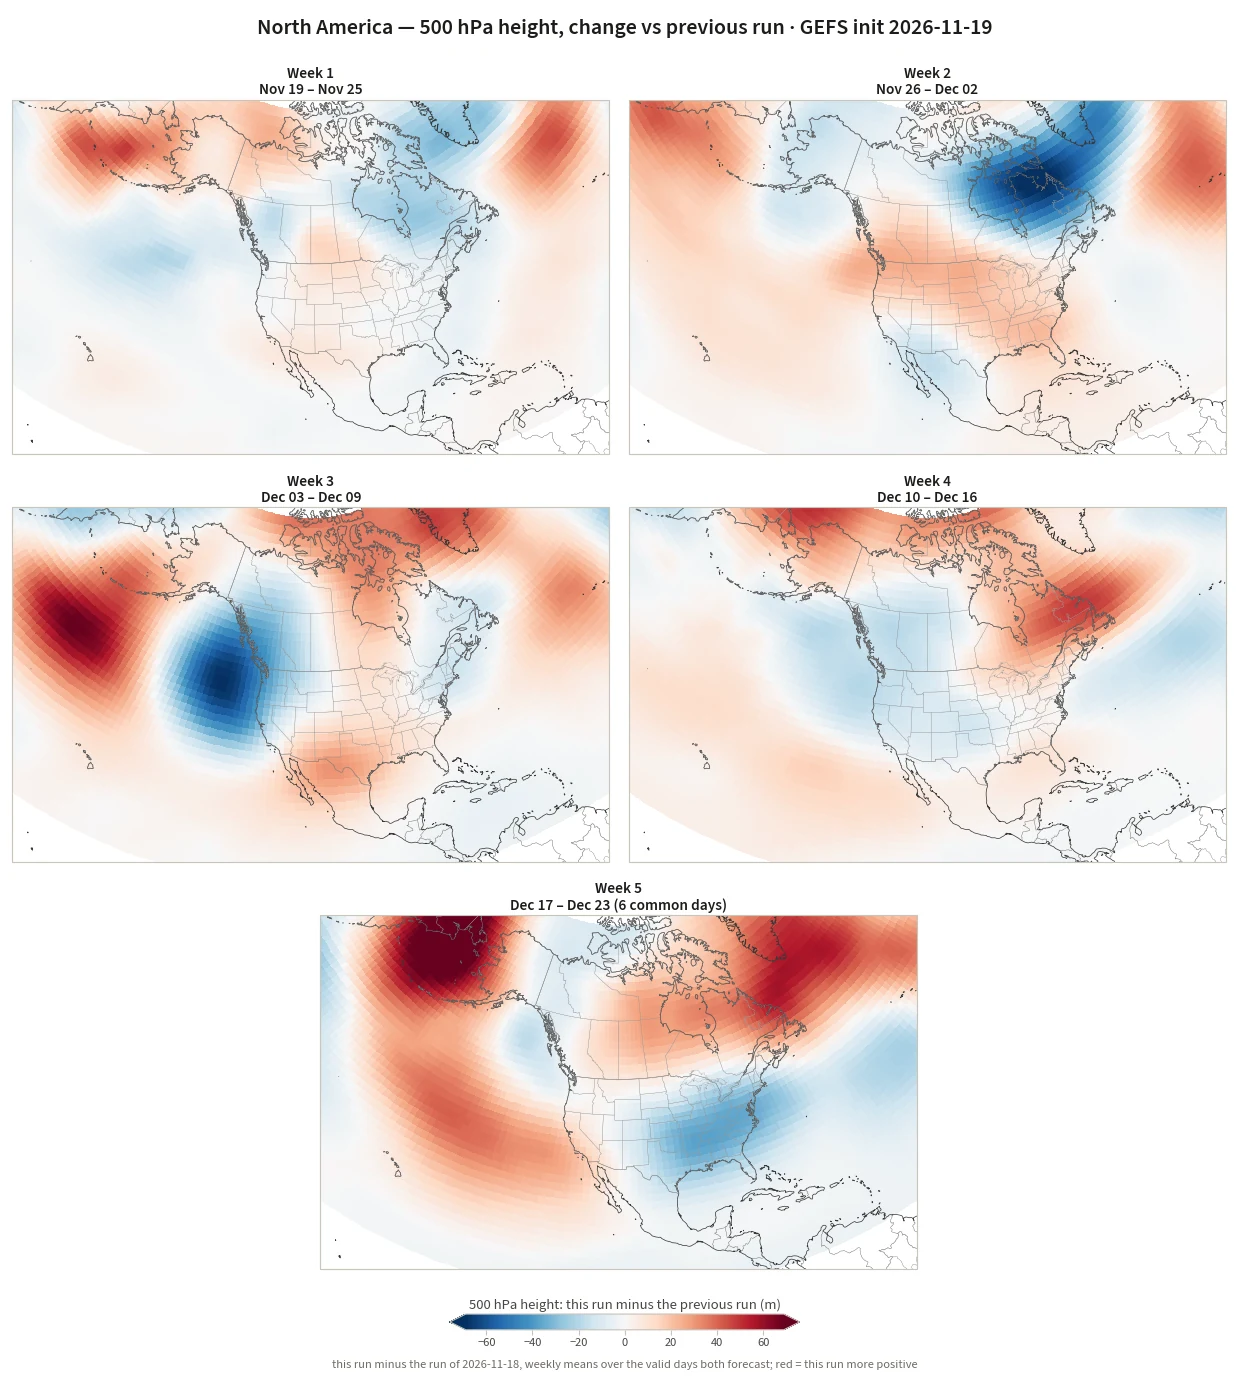 North America — 500 hPa height, change vs previous run · GEFS init 2026-11-19
Week 1
Nov 19 – Nov 25
Week 2
Nov 26 – Dec 02
Week 3
Dec 03 – Dec 09
Week 4
Dec 10 – Dec 16
Week 5
Dec 17 – Dec 23 (6 common days)
500 hPa height: this run minus the previous run (m)
−60 −40 −20 0 20 40 60
this run minus the run of 2026-11-18, weekly means over the valid days both forecast; red = this run more positive